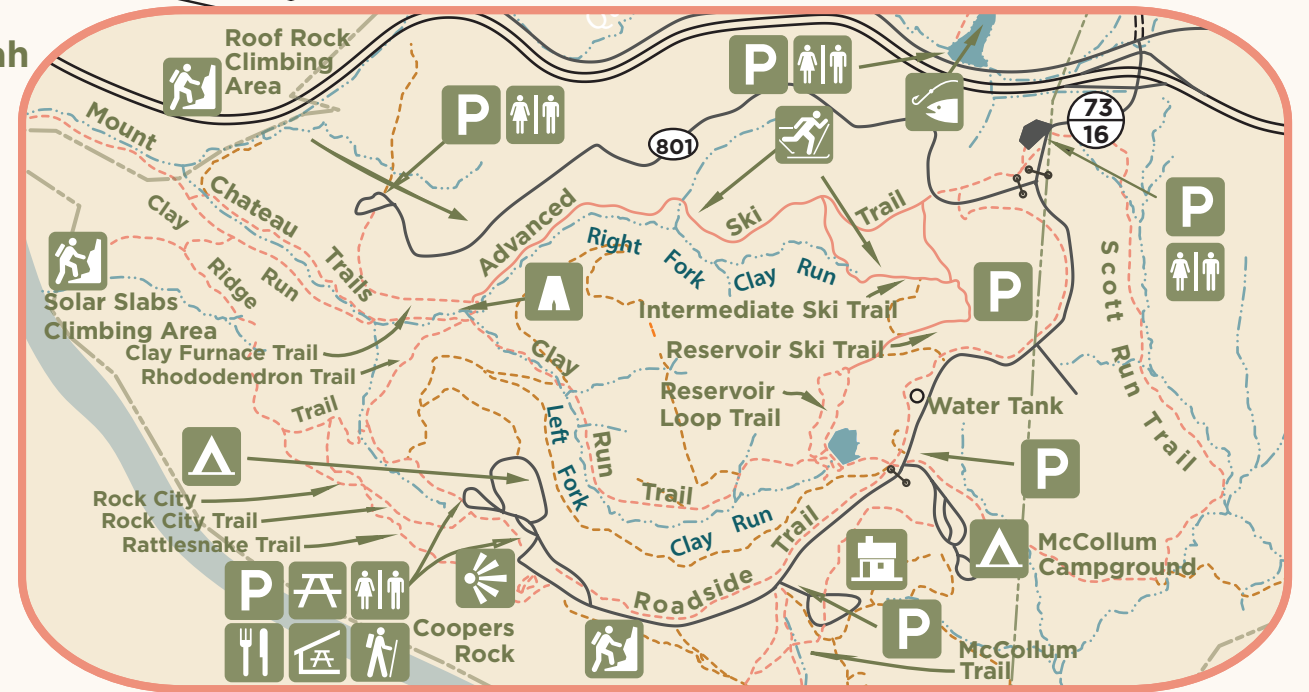 ah
Roof Rock
Climbing
Area
P
P
73
16
801
Mount
Chateau
Trails
Clay
Ridge
Trail
Run
Advanced
Ski
Trail
Right
Fork
Clay
Run
P
P
Solar Slabs
Climbing Area
Intermediate Ski Trail
Clay Furnace Trail
Rhododendron Trail
Reservoir Ski Trail
Clay
Run
Trail
Reservoir
Loop Trail
Water Tank
Scott Run Trail
Left
Fork
Clay Run
P
Rock City
Rock City Trail
Rattlesnake Trail
Roadside
Trail
McCollum
Campground
P
Coopers
Rock
P
McCollum
Trail